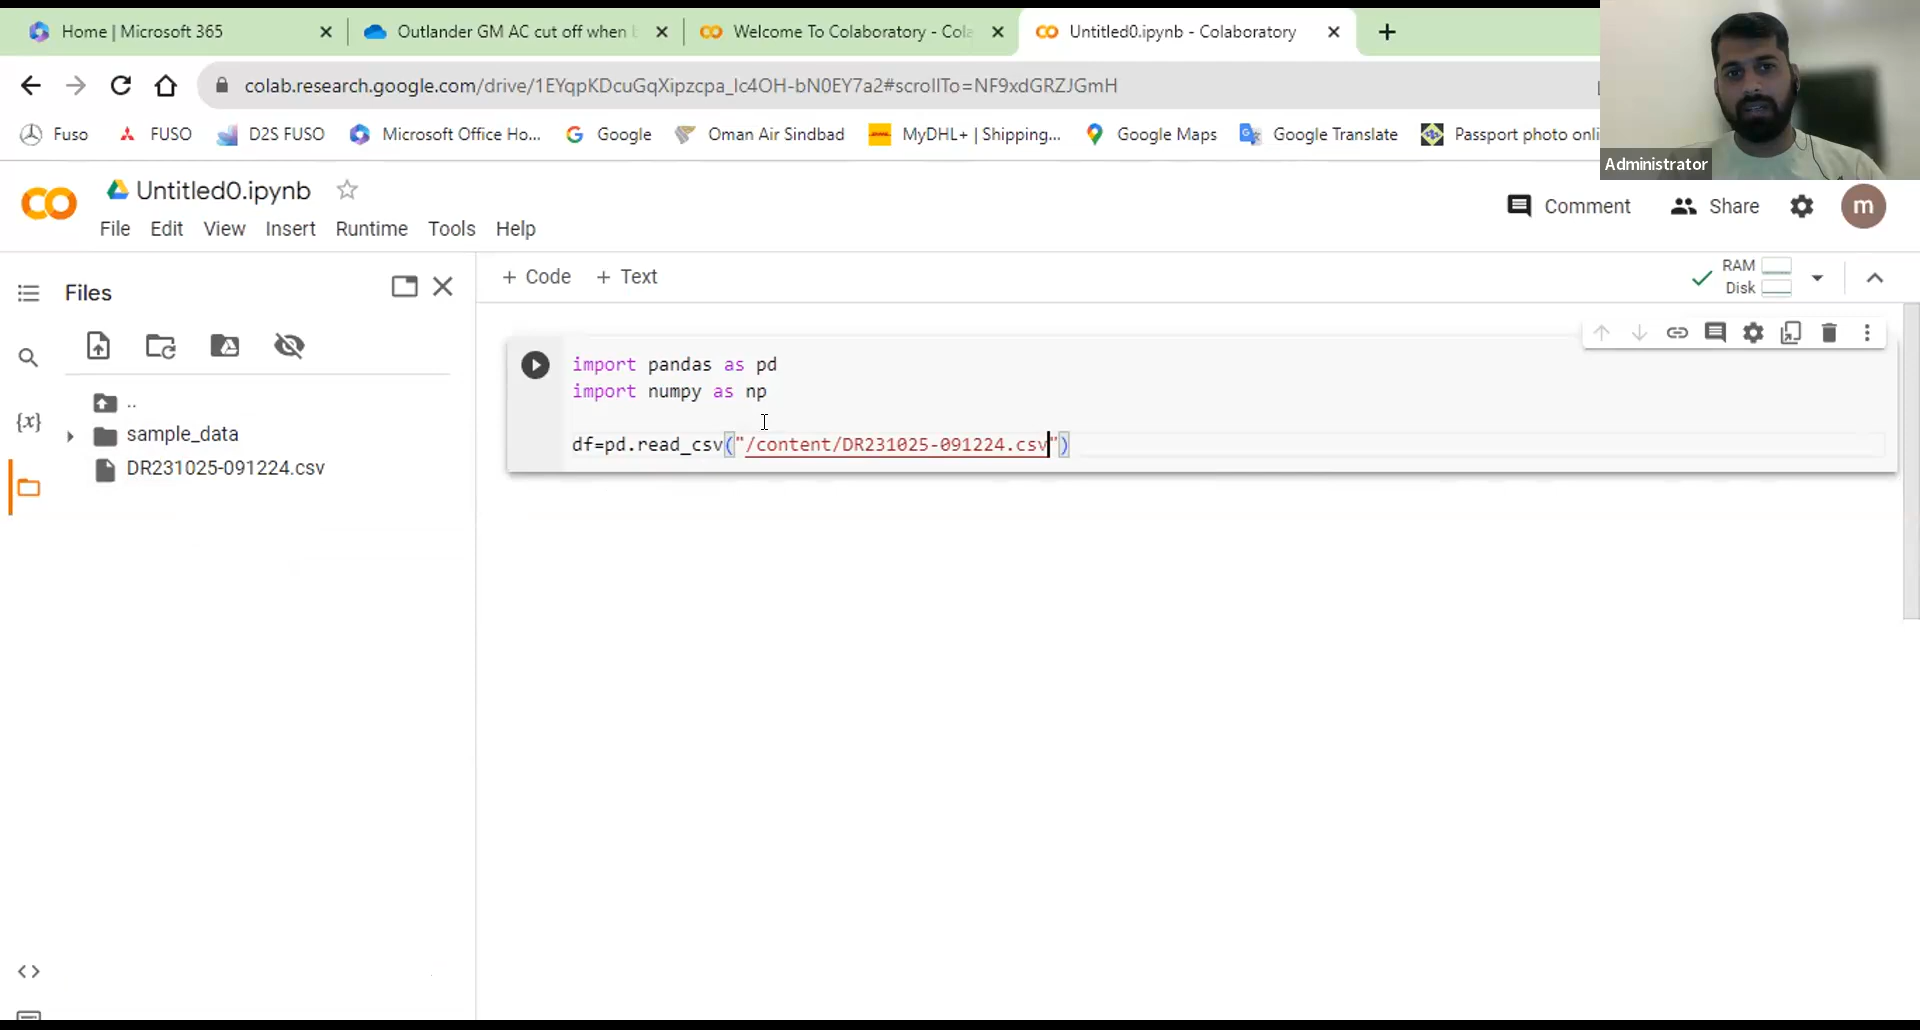 Home | Microsoft 365
Outlander GM AC cut off when
Welcome To Colaboratory - Cola
Untitled0.ipynb - Colaboratory
colab.research.google.com/drive/1EYqpKDcuGqXipzcpa_lc4OH-bN0EY7a2#scrollTo=NF9xdGRZJGmH
Fuso FUSO D2S FUSO Microsoft Office Ho... Google Oman Air Sindbad MyDHL+ | Shipping... Google Maps Google Translate Passport photo onli
Administrator
Untitled0.ipynb
File Edit View Insert Runtime Tools Help
Comment Share m
Files
+ Code + Text
RAM
Disk
..
sample_data
DR231025-091224.csv
{x}
import pandas as pd
import numpy as np
df=pd.read_csv("/content/DR231025-091224.csv")